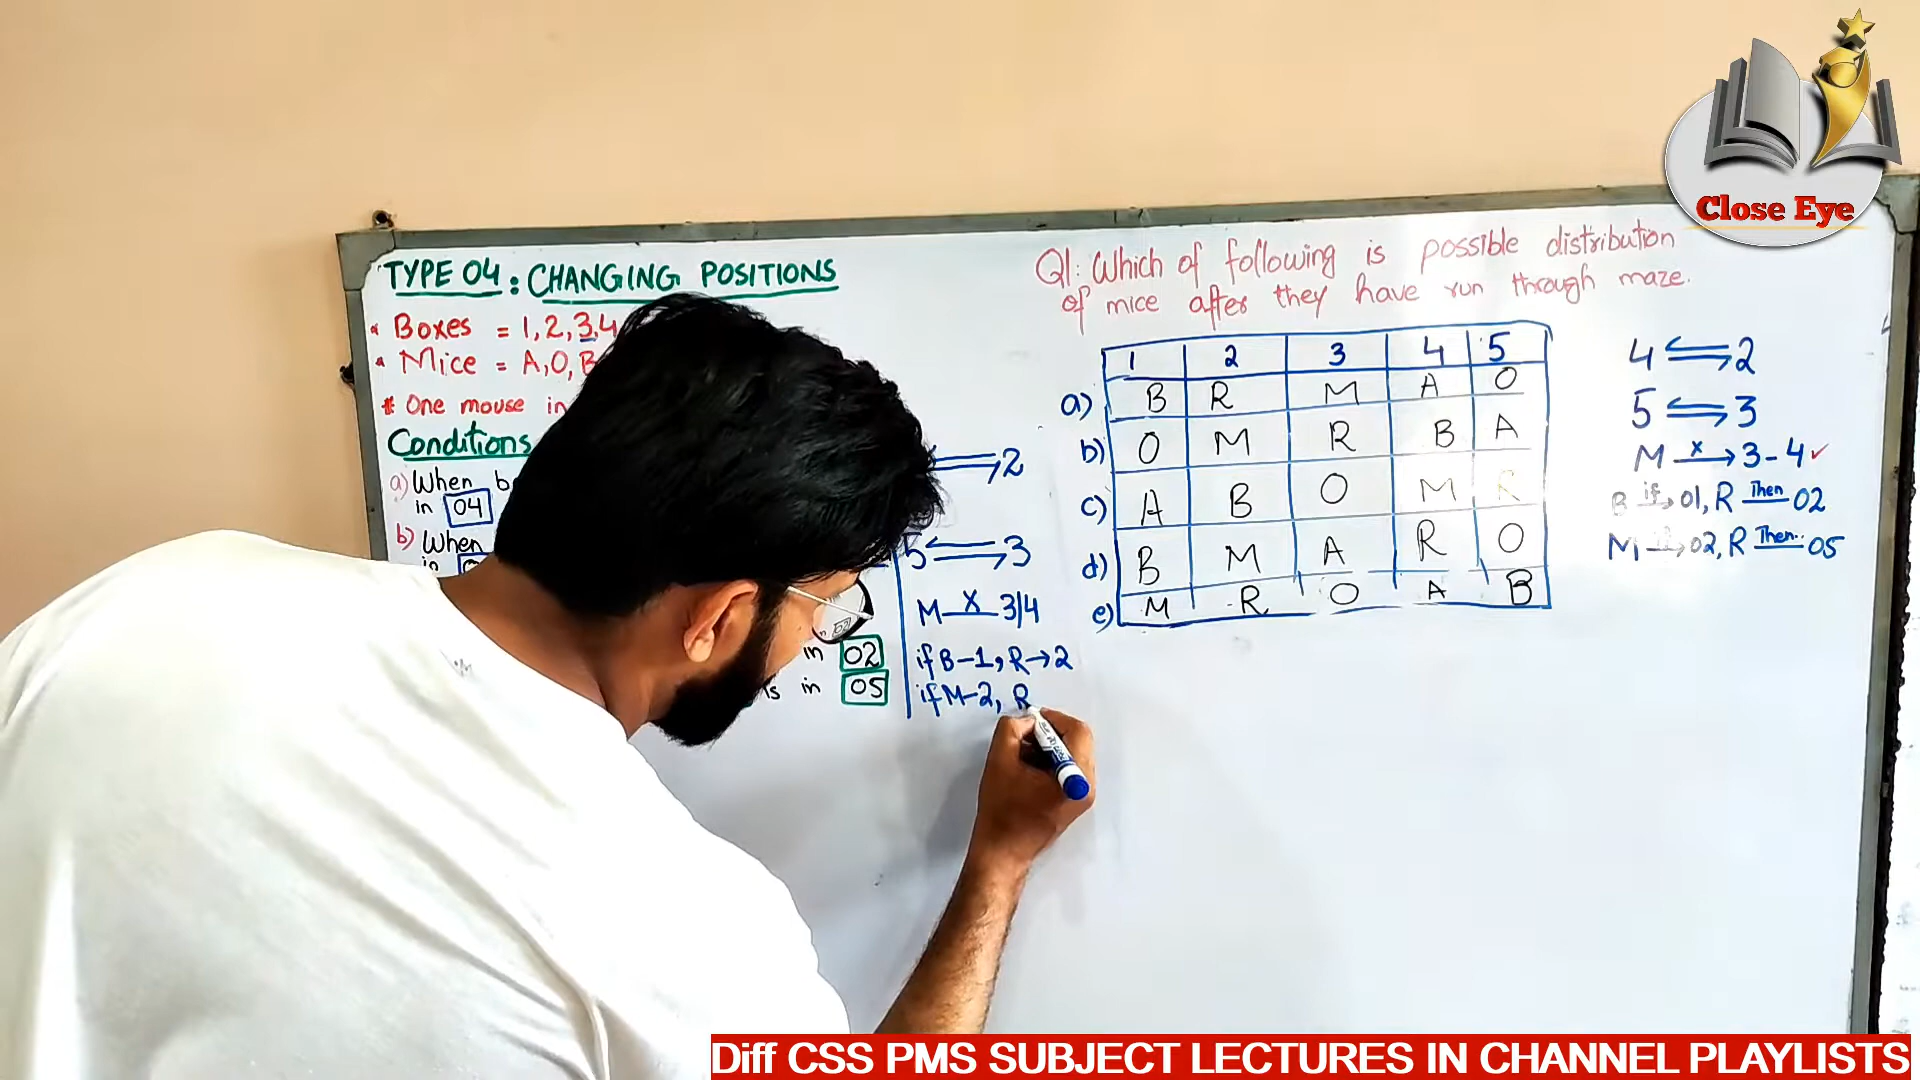 Close Eye
TYPE 04 : CHANGING POSITIONS
* Boxes = 1, 2, 3, 4
* Mice = A, O, B
* One mouse in
Conditions
a) When
in 04
b) When
in
in 02
in 05
2
5 ⇌ 3
M x 3/4
if B-1, R→2
if M-2, R
Q1: Which of following is possible distribution
of mice after they have run through maze.
1 2 3 4 5
a) B R M A O
b) O M R B A
c) A B O M R
d) B M A R O
e) M R O A B
4 ⇌ 2
5 ⇌ 3
M x→ 3-4 ✓
B if→ 01, R Then 02
M → 02, R Then 05
Diff CSS PMS SUBJECT LECTURES IN CHANNEL PLAYLISTS